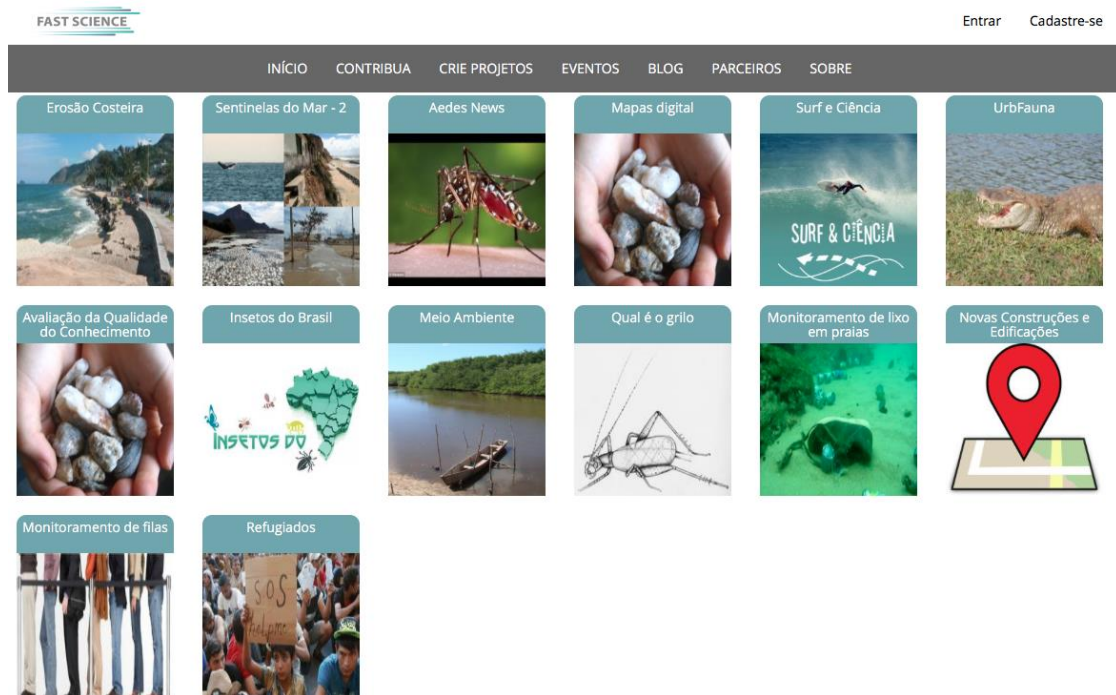 FAST SCIENCE
Entrar Cadastre-se
INÍCIO CONTRIBUA CRIE PROJETOS EVENTOS BLOG PARCEIROS SOBRE
Erosão Costeira
Sentinelas do Mar - 2
Aedes News
Mapas digital
Surf e Ciência
SURF & CIÊNCIA
UrbFauna
Avaliação da Qualidade
do Conhecimento
Insetos do Brasil
INSETOS DO
Meio Ambiente
Qual é o grilo
Monitoramento de lixo
em praias
Novas Construções e
Edificações
Monitoramento de filas
Refugiados
SOS
help me